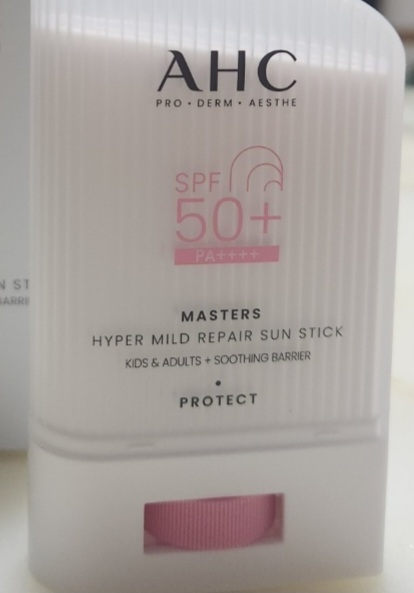 AHC
PRO • DERM • AESTHE
SPF
50+
PA++++
MASTERS
HYPER MILD REPAIR SUN STICK
KIDS & ADULTS + SOOTHING BARRIER
•
PROTECT